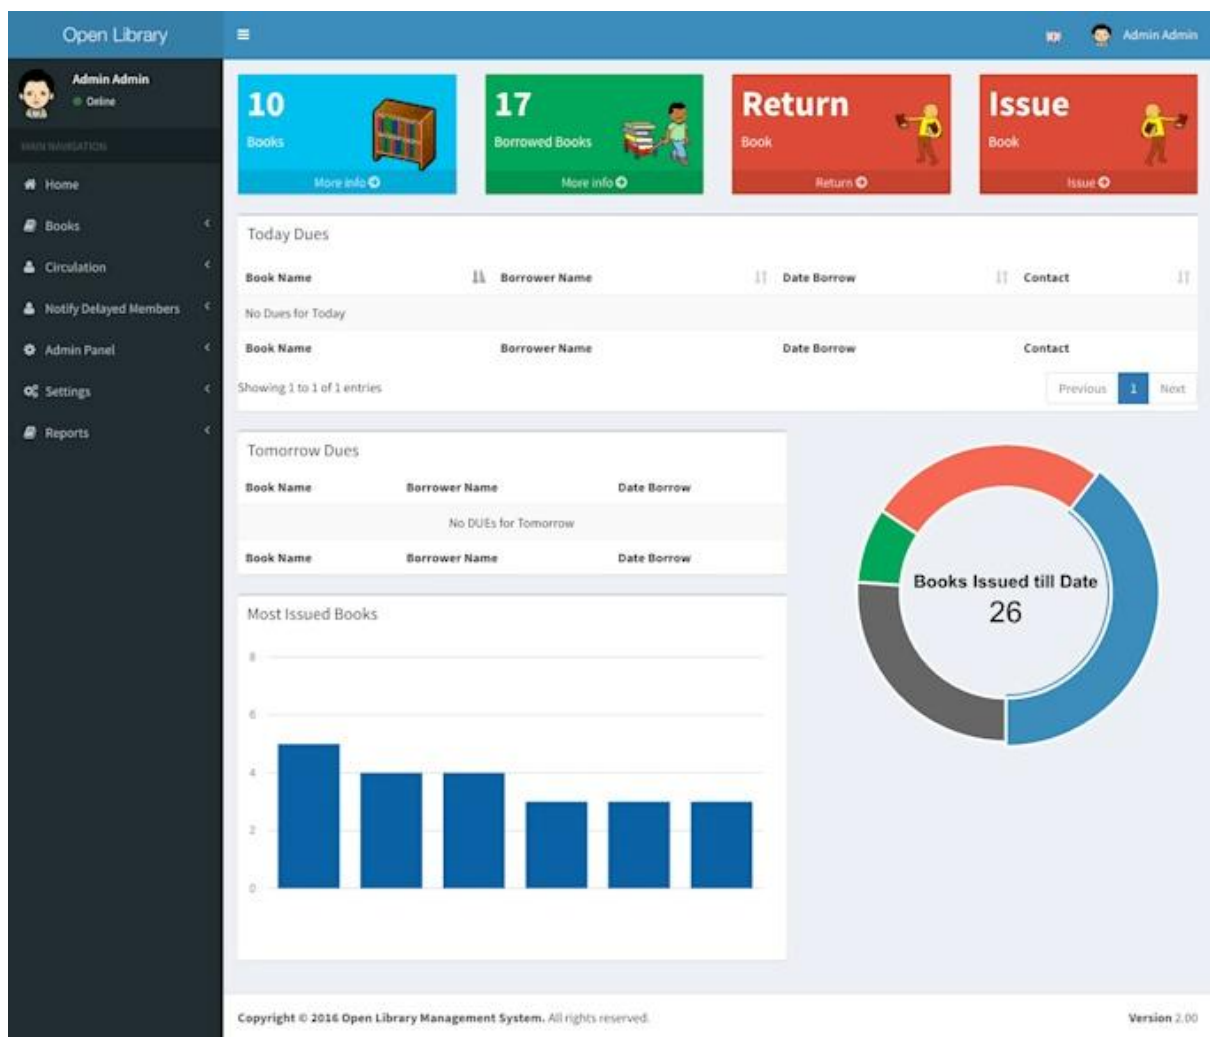 Open Library
Admin Admin
Admin Admin
Online
MAIN NAVIGATION
Home
Books
Circulation
Notify Delayed Members
Admin Panel
Settings
Reports
10
Books
More info
17
Borrowed Books
More info
Return
Book
Return
Issue
Book
Issue
Today Dues
Book Name Borrower Name Date Borrow Contact
No Dues for Today
Book Name Borrower Name Date Borrow Contact
Showing 1 to 1 of 1 entries
Previous 1 Next
Tomorrow Dues
Book Name Borrower Name Date Borrow
No DUEs for Tomorrow
Book Name Borrower Name Date Borrow
Books Issued till Date
26
Most Issued Books
8
6
4
2
0
Copyright © 2016 Open Library Management System. All rights reserved.
Version 2.00